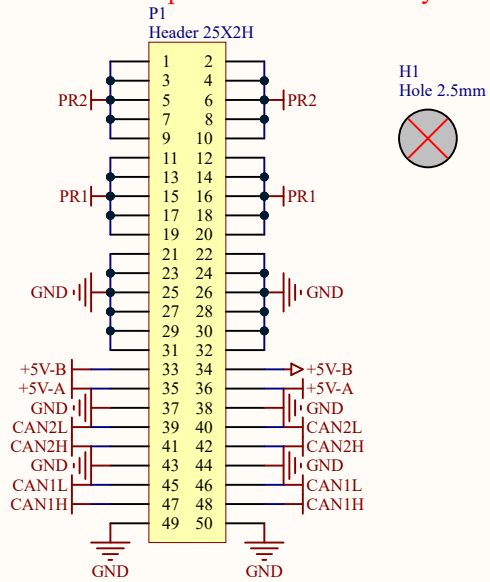 P1
Header 25X2H
H1
Hole 2.5mm
1 2
3 4
PR2 5 6 PR2
7 8
9 10
11 12
13 14
PR1 15 16 PR1
17 18
19 20
21 22
23 24
GND 25 26 GND
27 28
29 30
31 32
+5V-B 33 34 +5V-B
+5V-A 35 36 +5V-A
GND 37 38 GND
CAN2L 39 40 CAN2L
CAN2H 41 42 CAN2H
GND 43 44 GND
CAN1L 45 46 CAN1L
CAN1H 47 48 CAN1H
49 50
GND GND